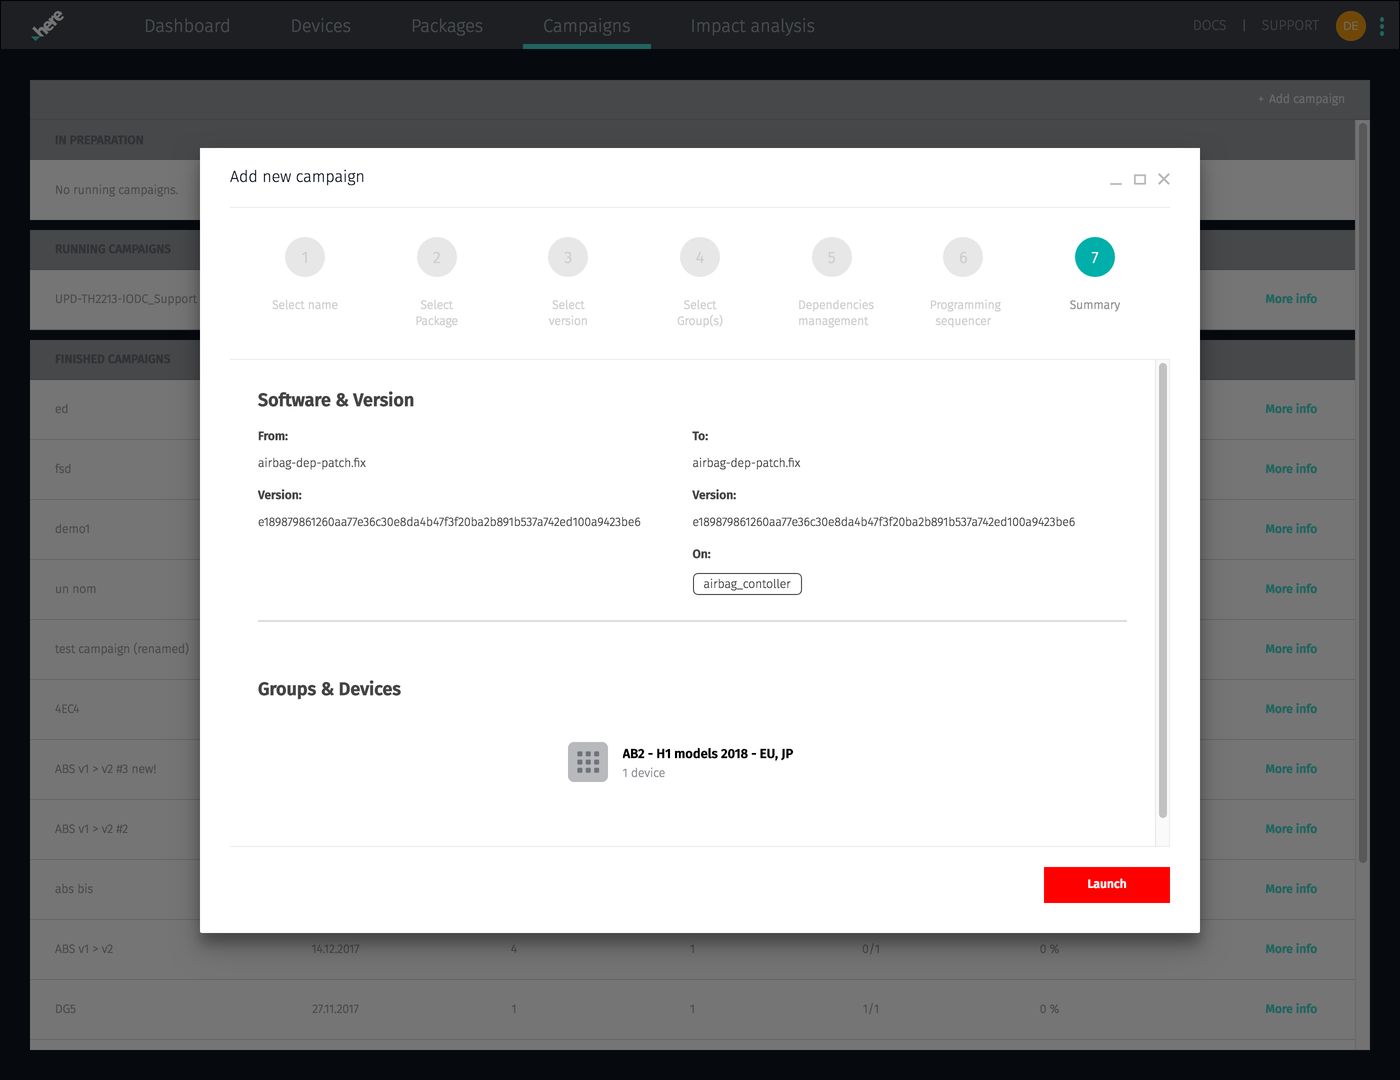 here
Dashboard
Devices
Packages
Campaigns
Impact analysis
DOCS | SUPPORT
DE
+ Add campaign
IN PREPARATION
No running campaigns.
RUNNING CAMPAIGNS
UPD-TH2213-IODC_Support
More info
FINISHED CAMPAIGNS
ed
More info
fsd
More info
demo1
More info
un nom
More info
test campaign (renamed)
More info
4EC4
More info
ABS v1 > v2 #3 new!
More info
ABS v1 > v2 #2
More info
abs bis
More info
ABS v1 > v2 14.12.2017 4 1 0/1 0 % More info
DG5 27.11.2017 1 1 1/1 0 % More info
Add new campaign
1 2 3 4 5 6 7
Select name
Select
Package
Select
version
Select
Group(s)
Dependencies
management
Programming
sequencer
Summary
Software & Version
From:
airbag-dep-patch.fix
Version:
e189879861260aa77e36c30e8da4b47f3f20ba2b891b537a742ed100a9423be6
To:
airbag-dep-patch.fix
Version:
e189879861260aa77e36c30e8da4b47f3f20ba2b891b537a742ed100a9423be6
On:
airbag_contoller
Groups & Devices
AB2 - H1 models 2018 - EU, JP
1 device
Launch